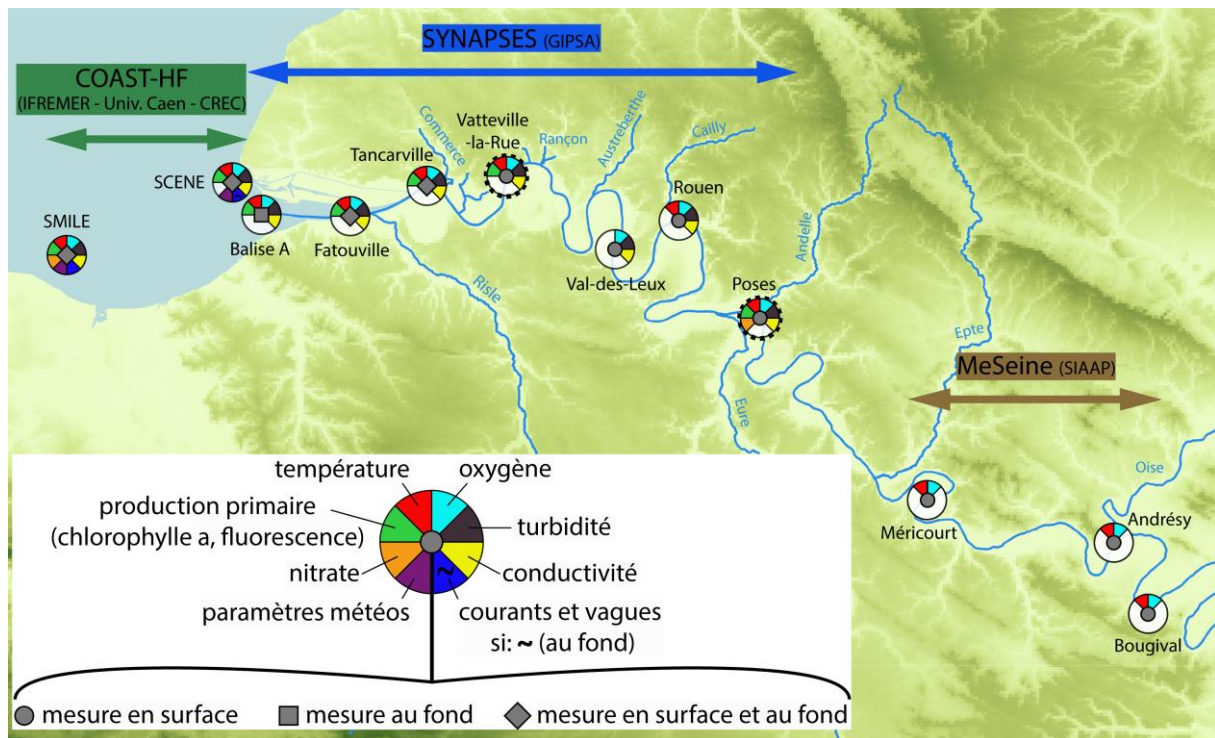 SYNAPSES (GIPSA)
COAST-HF
(IFREMER - Univ. Caen - CREC)
MeSeine (SIAAP)
SCENE
SMILE
Balise A
Fatouville
Tancarville
Commerce
Vatteville
-la-Rue
Rançon
Austreberthe
Cailly
Rouen
Val-des-Leux
Risle
Poses
Andelle
Eure
Epte
Oise
Méricourt
Andrésy
Bougival
température
oxygène
production primaire
(chlorophylle a, fluorescence)
turbidité
nitrate
conductivité
paramètres météos
courants et vagues
si: ~ (au fond)
mesure en surface
mesure au fond
mesure en surface et au fond